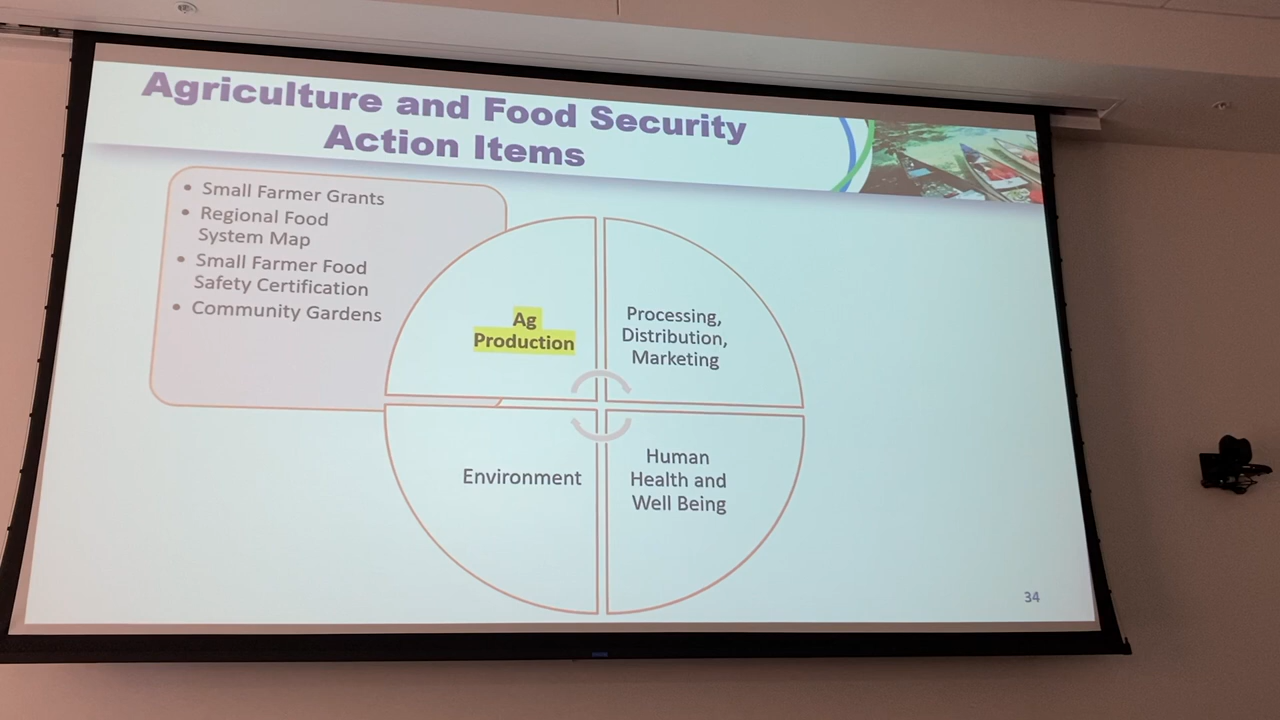 Agriculture and Food Security
Action Items
• Small Farmer Grants
• Regional Food
System Map
• Small Farmer Food
Safety Certification
• Community Gardens
Ag
Production
Processing,
Distribution,
Marketing
Environment
Human
Health and
Well Being
34